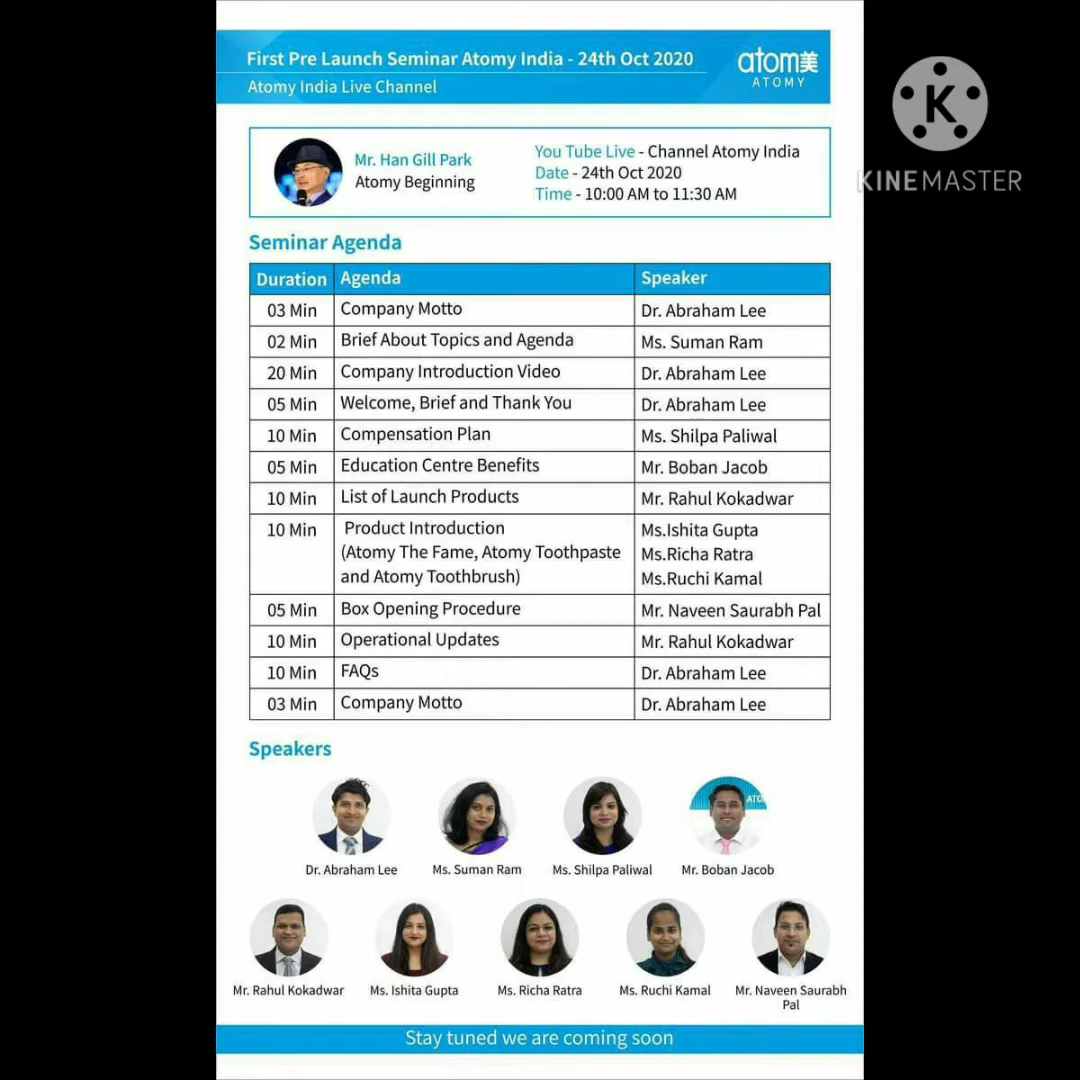 First Pre Launch Seminar Atomy India - 24th Oct 2020
Atomy India Live Channel
atom美
ATOMY
K
KINEMASTER
Mr. Han Gill Park
Atomy Beginning
You Tube Live - Channel Atomy India
Date - 24th Oct 2020
Time - 10:00 AM to 11:30 AM
Seminar Agenda
Duration Agenda Speaker
03 Min Company Motto Dr. Abraham Lee
02 Min Brief About Topics and Agenda Ms. Suman Ram
20 Min Company Introduction Video Dr. Abraham Lee
05 Min Welcome, Brief and Thank You Dr. Abraham Lee
10 Min Compensation Plan Ms. Shilpa Paliwal
05 Min Education Centre Benefits Mr. Boban Jacob
10 Min List of Launch Products Mr. Rahul Kokadwar
10 Min Product Introduction Ms.Ishita Gupta
(Atomy The Fame, Atomy Toothpaste Ms.Richa Ratra
and Atomy Toothbrush) Ms.Ruchi Kamal
05 Min Box Opening Procedure Mr. Naveen Saurabh Pal
10 Min Operational Updates Mr. Rahul Kokadwar
10 Min FAQs Dr. Abraham Lee
03 Min Company Motto Dr. Abraham Lee
Speakers
ATO
Dr. Abraham Lee Ms. Suman Ram Ms. Shilpa Paliwal Mr. Boban Jacob
Mr. Rahul Kokadwar Ms. Ishita Gupta Ms. Richa Ratra Ms. Ruchi Kamal Mr. Naveen Saurabh
Pal
Stay tuned we are coming soon